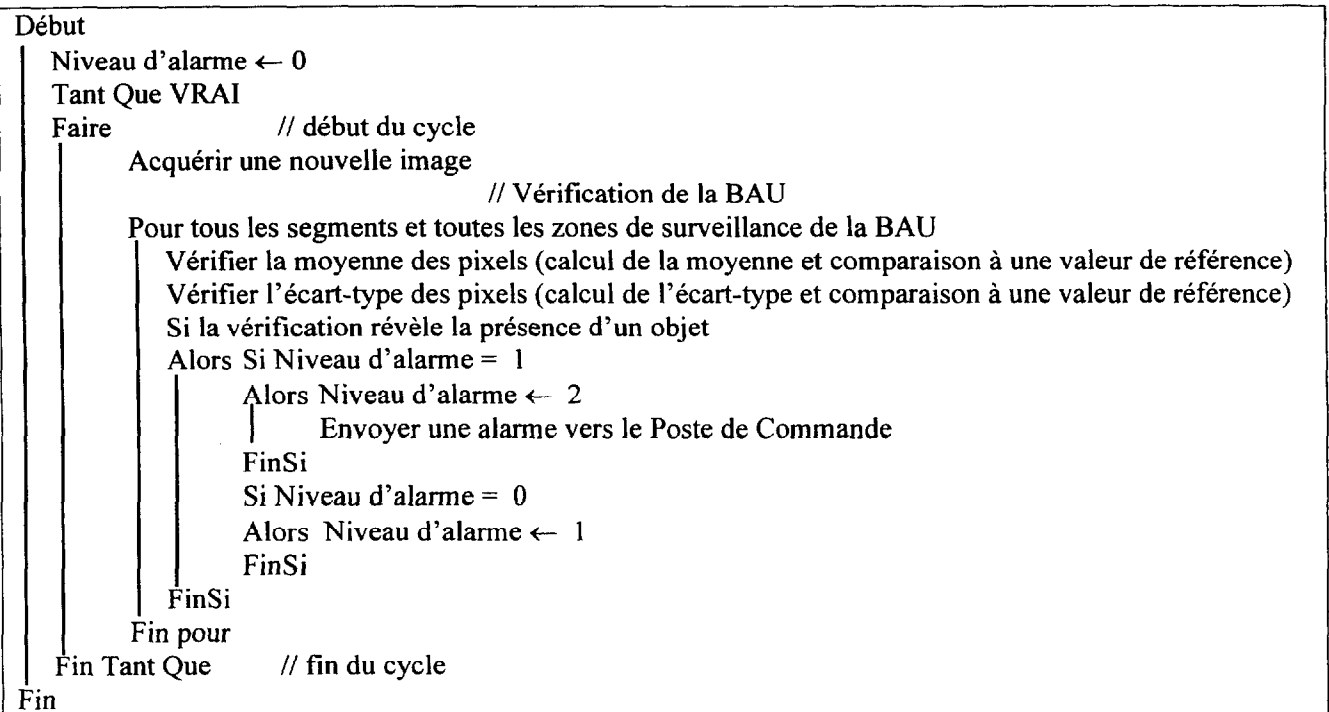 Début
Niveau d'alarme ← 0
Tant Que VRAI
Faire // début du cycle
Acquérir une nouvelle image
// Vérification de la BAU
Pour tous les segments et toutes les zones de surveillance de la BAU
Vérifier la moyenne des pixels (calcul de la moyenne et comparaison à une valeur de référence)
Vérifier l'écart-type des pixels (calcul de l'écart-type et comparaison à une valeur de référence)
Si la vérification révèle la présence d'un objet
Alors Si Niveau d'alarme = 1
Alors Niveau d'alarme ← 2
Envoyer une alarme vers le Poste de Commande
FinSi
Si Niveau d'alarme = 0
Alors Niveau d'alarme ← 1
FinSi
FinSi
Fin pour
Fin Tant Que // fin du cycle
Fin